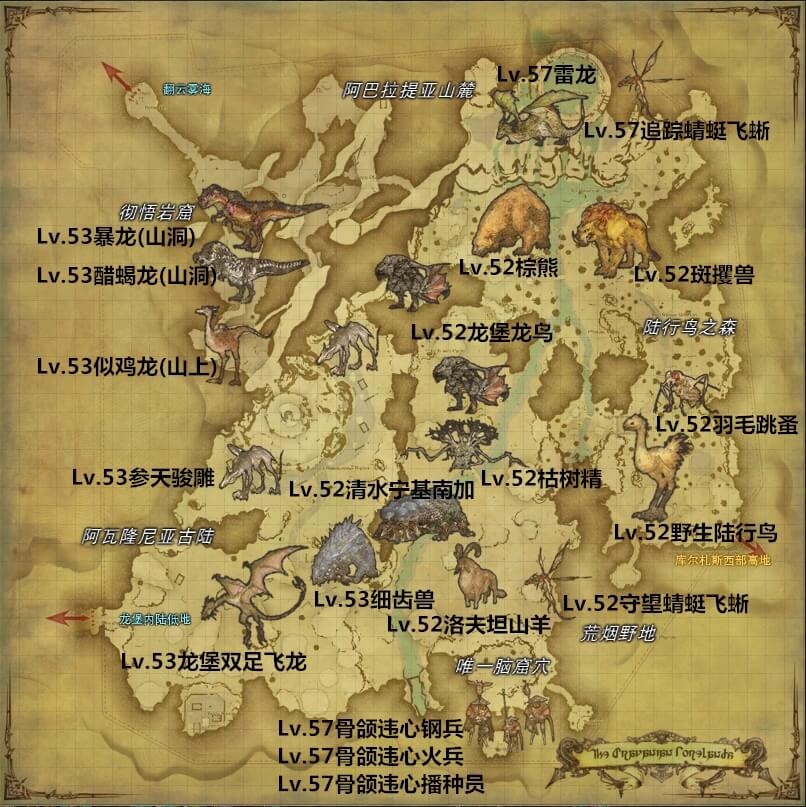 Lv.57雷龙
翻云雾海
阿巴拉提亚山麓
Lv.57追踪蜻蜓飞蜥
彻悟岩窟
Lv.53暴龙(山洞)
Lv.52棕熊
Lv.53醋蝎龙(山洞)
Lv.52斑攫兽
Lv.52龙堡龙鸟
陆行鸟之森
Lv.53似鸡龙(山上)
Lv.52羽毛跳蚤
Lv.53参天骏雕
Lv.52清水宁基南加
Lv.52枯树精
阿瓦隆尼亚古陆
Lv.52野生陆行鸟
库尔札斯西部高地
Lv.53细齿兽
Lv.52守望蜻蜓飞蜥
龙堡内陆低地
Lv.52洛夫坦山羊
荒烟野地
Lv.53龙堡双足飞龙
唯一脑窟穴
Lv.57骨颌违心钢兵
Lv.57骨颌违心火兵
Lv.57骨颌违心播种员
The Dravanian Forelands